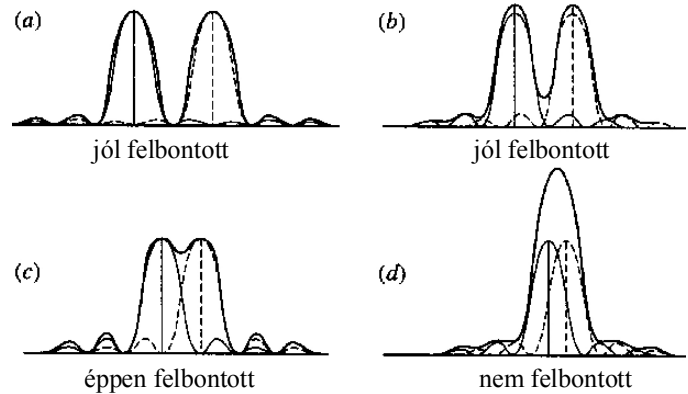 (a)
jól felbontott
(b)
jól felbontott
(c)
éppen felbontott
(d)
nem felbontott